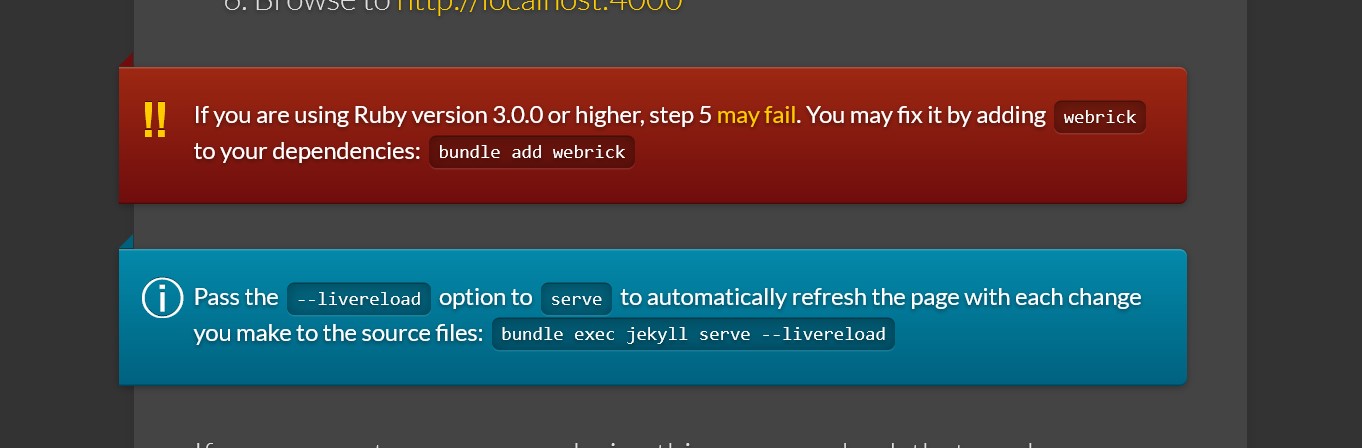 6. Browse to http://localhost:4000
!! If you are using Ruby version 3.0.0 or higher, step 5 may fail. You may fix it by adding webrick
to your dependencies: bundle add webrick
Pass the --livereload option to serve to automatically refresh the page with each change
you make to the source files: bundle exec jekyll serve --livereload